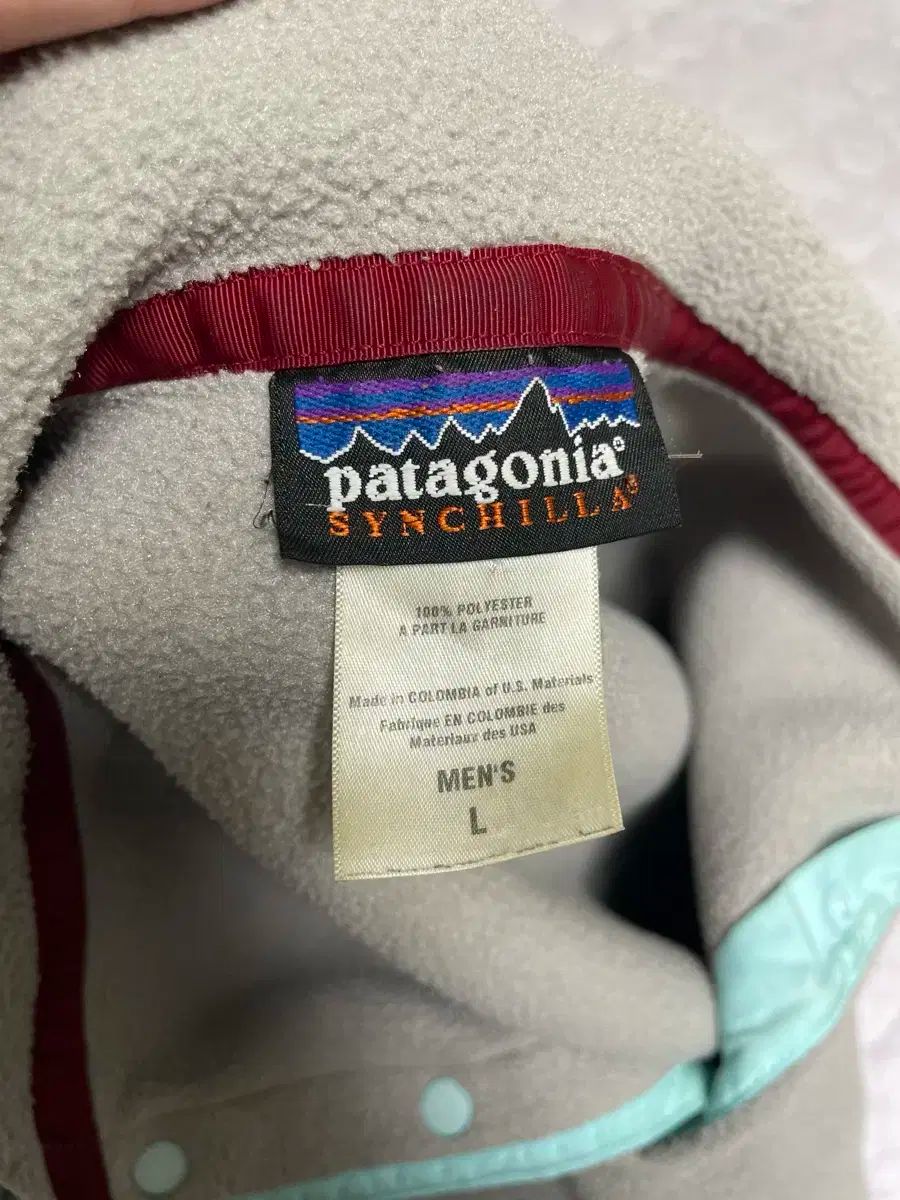 patagonia®
SYNCHILLA®
100% POLYESTER
A PART LA GARNITURE
Made in COLOMBIA of U.S. Materials
Fabrique EN COLOMBIE des
Materiaux des USA
MEN'S
L